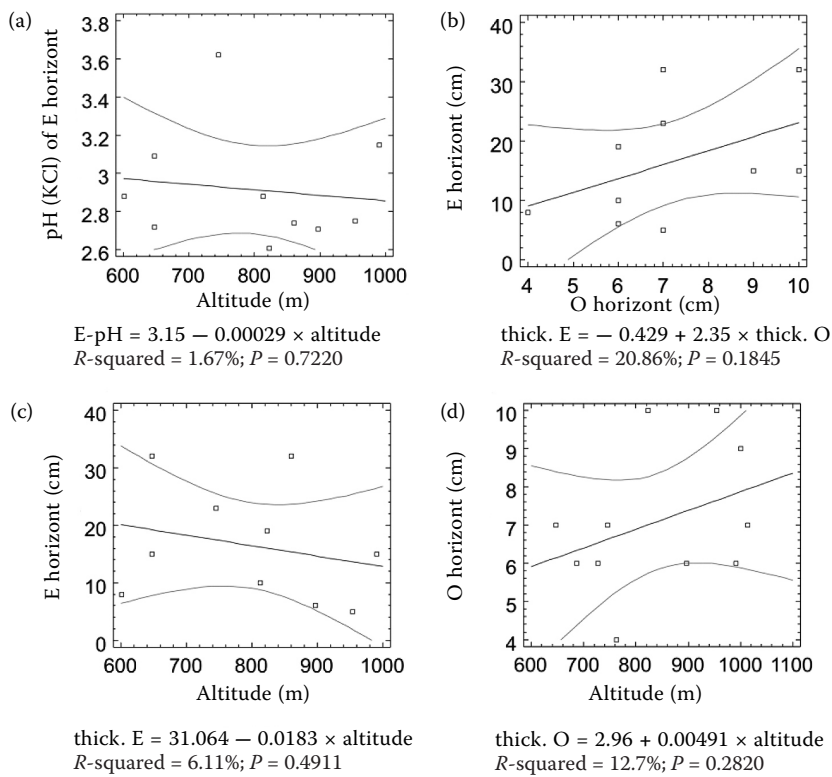 (a)
3.8
3.6
3.4
3.2
3
2.8
2.6
pH (KCl) of E horizont
600 700 800 900 1000
Altitude (m)
E-pH = 3.15 — 0.00029 × altitude
R-squared = 1.67%; P = 0.7220
(b)
40
30
20
10
0
E horizont (cm)
4 5 6 7 8 9 10
O horizont (cm)
thick. E = — 0.429 + 2.35 × thick. O
R-squared = 20.86%; P = 0.1845
(c)
40
30
20
10
0
E horizont (cm)
600 700 800 900 1000
Altitude (m)
thick. E = 31.064 — 0.0183 × altitude
R-squared = 6.11%; P = 0.4911
(d)
10
9
8
7
6
5
4
O horizont (cm)
600 700 800 900 1000 1100
Altitude (m)
thick. O = 2.96 + 0.00491 × altitude
R-squared = 12.7%; P = 0.2820